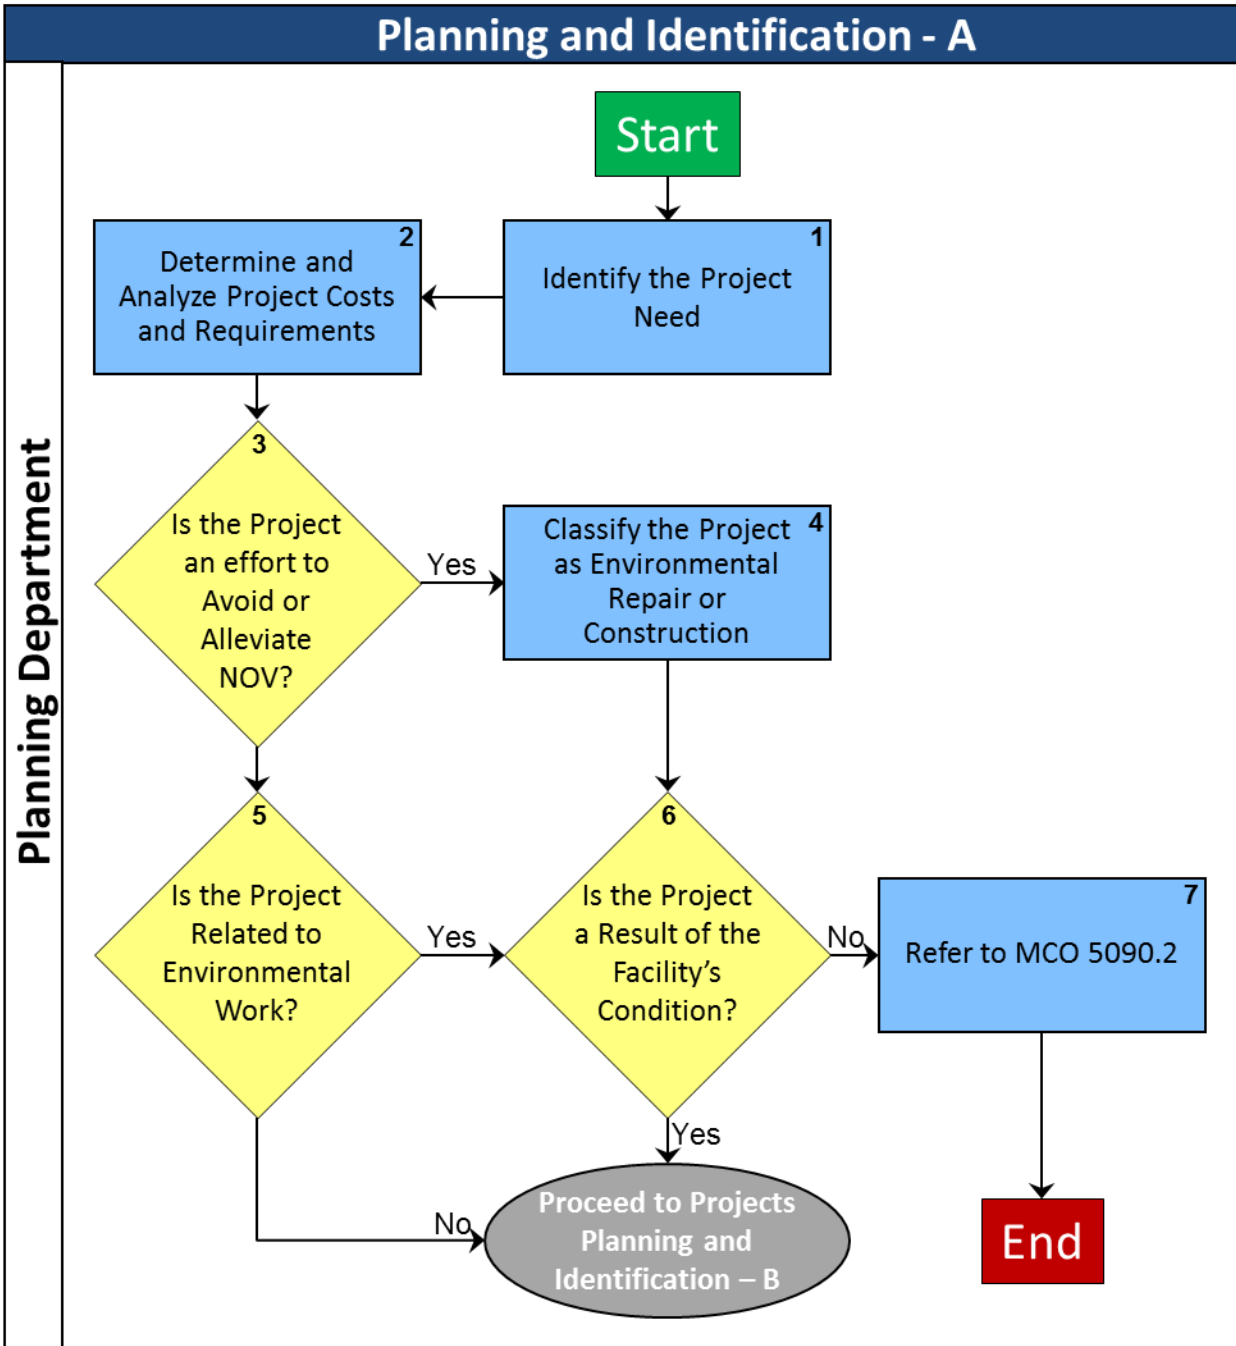 Planning and Identification - A
Planning Department
Start
1
Identify the Project
Need
2
Determine and
Analyze Project Costs
and Requirements
3
Is the Project
an effort to
Avoid or
Alleviate
NOV?
Yes
4
Classify the Project
as Environmental
Repair or
Construction
5
Is the Project
Related to
Environmental
Work?
Yes
6
Is the Project
a Result of the
Facility’s
Condition?
No
7
Refer to MCO 5090.2
Yes
No
Proceed to Projects
Planning and
Identification – B
End